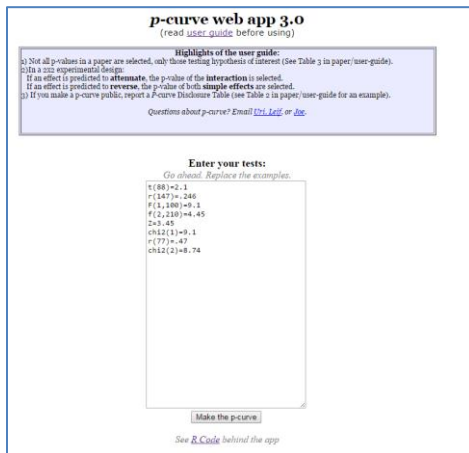 p-curve web app 3.0
(read user guide before using)
Highlights of the user guide:
1) Not all p-values in a paper are selected, only those testing hypothesis of interest (See Table 3 in paper/user-guide).
2)In a 2x2 experimental design:
If an effect is predicted to attenuate, the p-value of the interaction is selected.
If an effect is predicted to reverse, the p-value of both simple effects are selected.
3) If you make a p-curve public, report a P-curve Disclosure Table (see Table 2 in paper/user-guide for an example).
Questions about p-curve? Email Uri, Leif, or Joe.
Enter your tests:
Go ahead. Replace the examples.
t(88)=2.1
r(147)=.246
F(1,100)=9.1
f(2,210)=4.45
Z=3.45
chi2(1)=9.1
r(77)=.47
chi2(2)=8.74
Make the p-curve
See R Code behind the app